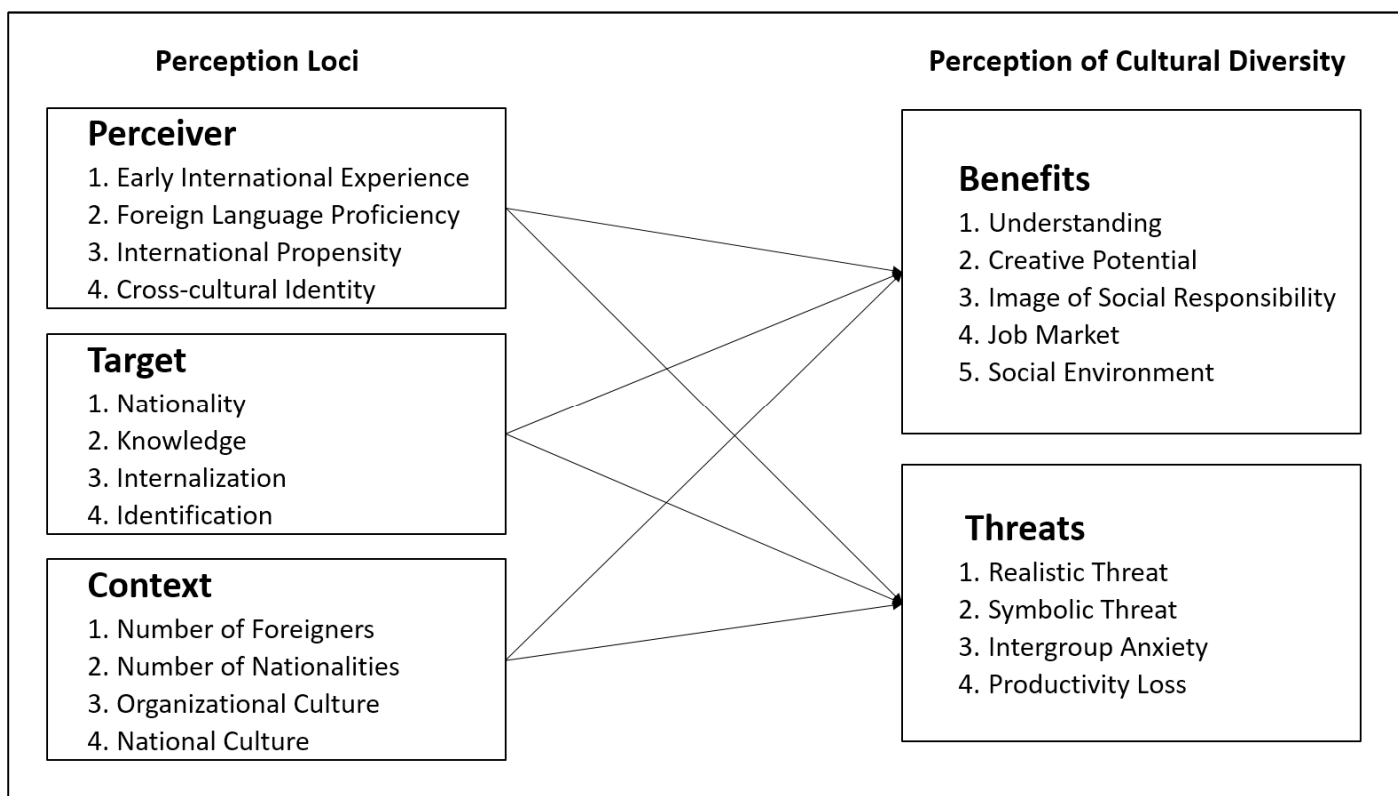 Perception Loci
Perceiver
1. Early International Experience
2. Foreign Language Proficiency
3. International Propensity
4. Cross-cultural Identity
Target
1. Nationality
2. Knowledge
3. Internalization
4. Identification
Context
1. Number of Foreigners
2. Number of Nationalities
3. Organizational Culture
4. National Culture
Perception of Cultural Diversity
Benefits
1. Understanding
2. Creative Potential
3. Image of Social Responsibility
4. Job Market
5. Social Environment
Threats
1. Realistic Threat
2. Symbolic Threat
3. Intergroup Anxiety
4. Productivity Loss